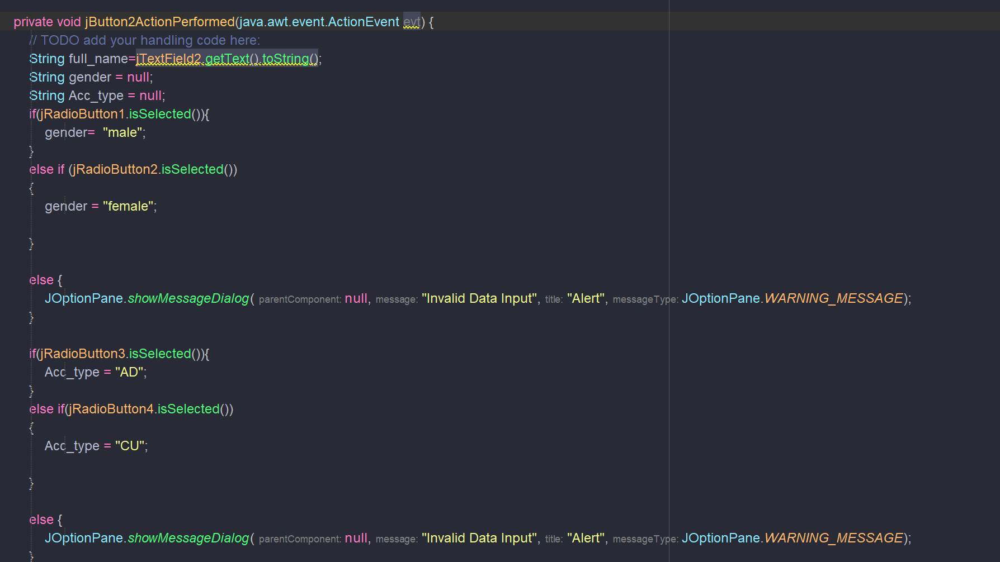 private void jButton2ActionPerformed(java.awt.event.ActionEvent evt) {
// TODO add your handling code here:
String full_name=jTextField2.getText().toString();
String gender = null;
String Acc_type = null;
if(jRadioButton1.isSelected()){
gender=  "male";
}
else if (jRadioButton2.isSelected())
{
gender = "female";
}
else {
JOptionPane.showMessageDialog( parentComponent: null, message: "Invalid Data Input", title: "Alert", messageType: JOptionPane.WARNING_MESSAGE);
}
if(jRadioButton3.isSelected()){
Acc_type = "AD";
}
else if(jRadioButton4.isSelected())
{
Acc_type = "CU";
}
else {
JOptionPane.showMessageDialog( parentComponent: null, message: "Invalid Data Input", title: "Alert", messageType: JOptionPane.WARNING_MESSAGE);
}